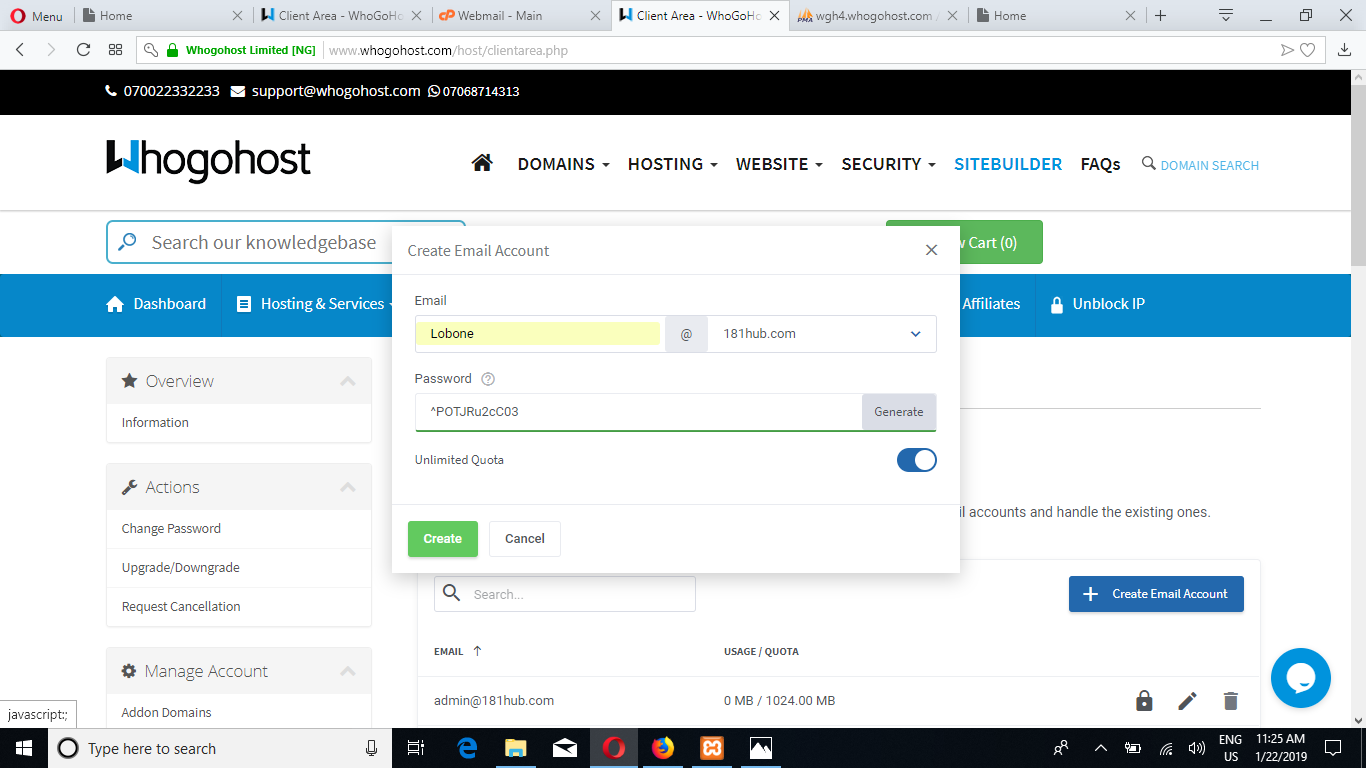 Menu
Home
Client Area - WhoGoHo
Webmail - Main
Client Area - WhoGoHo
wgh4.whogohost.com /
Home
Whogohost Limited [NG]
www.whogohost.com/host/clientarea.php
070022332233 support@whogohost.com 07068714313
Whogohost
DOMAINS HOSTING WEBSITE SECURITY SITEBUILDER FAQs DOMAIN SEARCH
Search our knowledgebase
Cart (0)
Dashboard
Hosting & Services
Affiliates
Unblock IP
Create Email Account
Email
Lobone @ 181hub.com
Password
^POTJRu2cC03 Generate
Unlimited Quota
Create Cancel
Overview
Information
Actions
Change Password
Upgrade/Downgrade
Request Cancellation
Manage Account
Addon Domains
accounts and handle the existing ones.
Search...
Create Email Account
EMAIL USAGE / QUOTA
admin@181hub.com 0 MB / 1024.00 MB
javascript:;
Type here to search
ENG
US
11:25 AM
1/22/2019